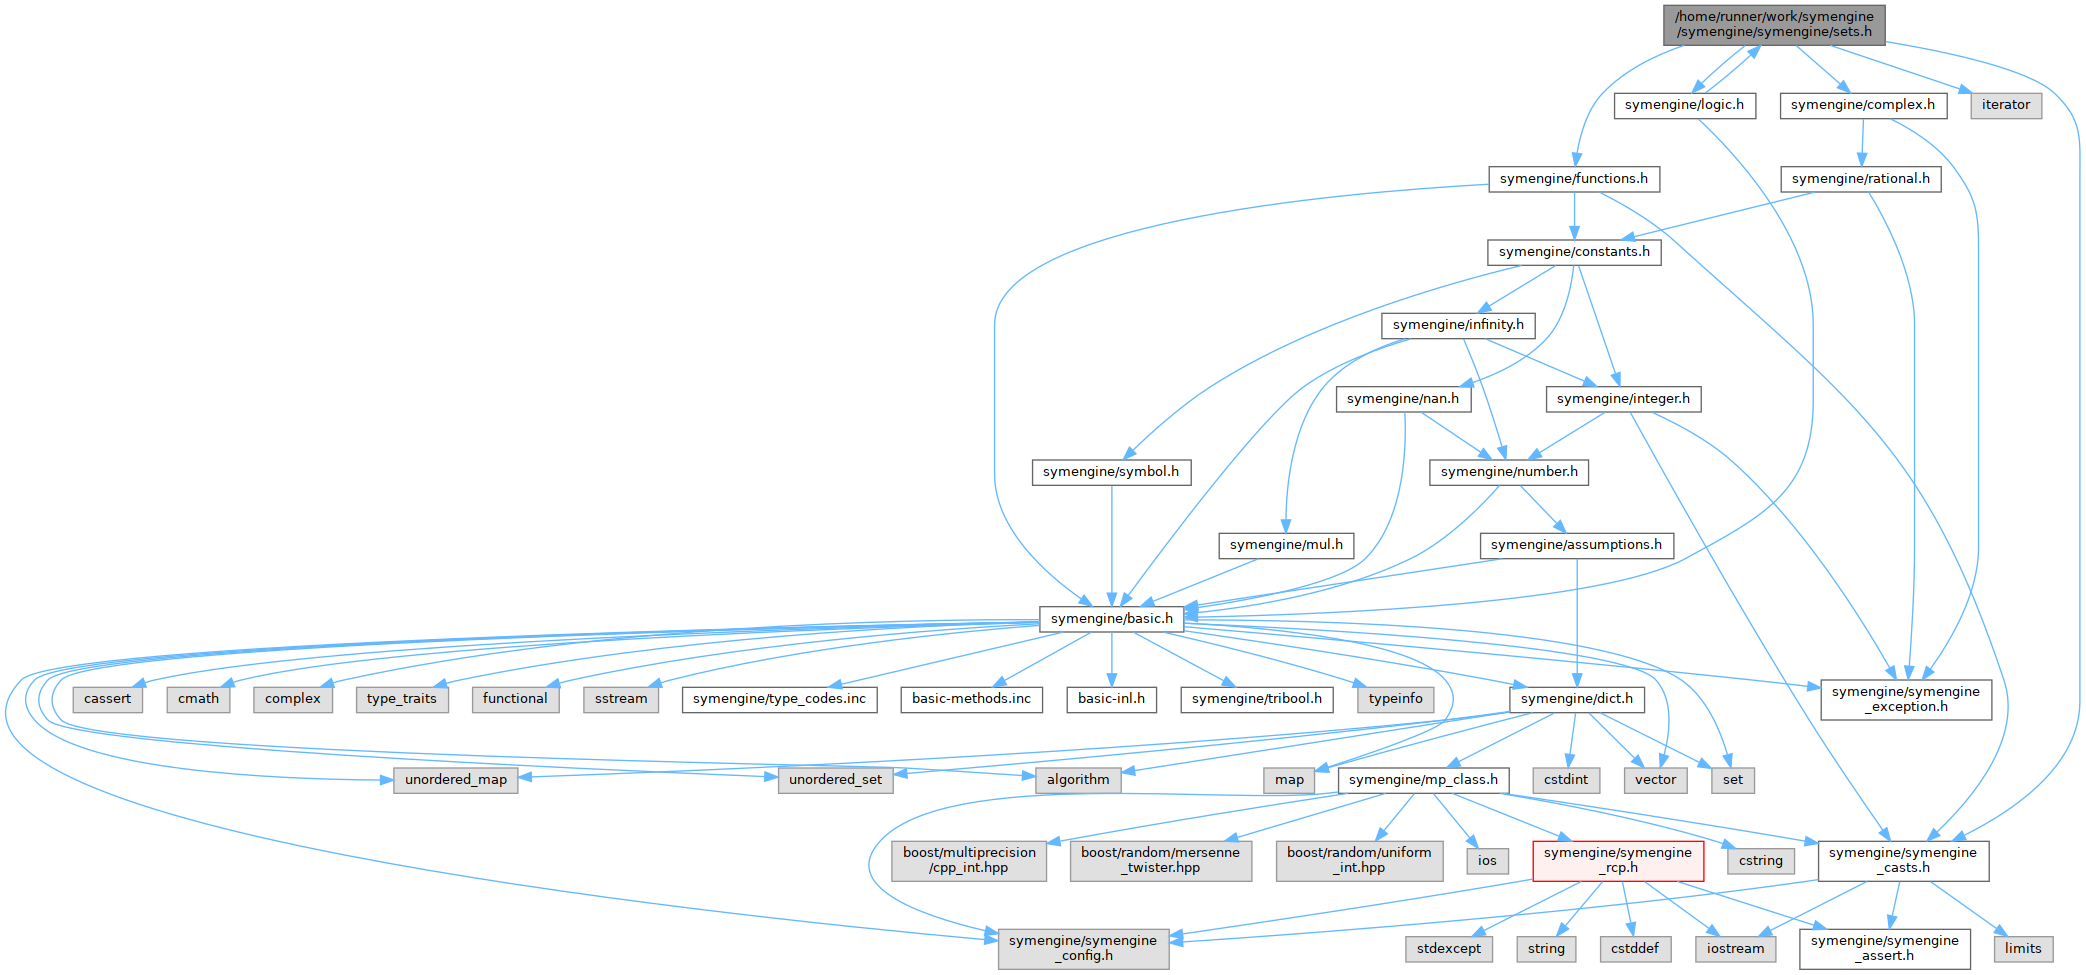 /home/runner/work/symengine
/symengine/symengine/sets.h
symengine/logic.h
symengine/complex.h
iterator
symengine/functions.h
symengine/rational.h
symengine/constants.h
symengine/infinity.h
symengine/nan.h
symengine/integer.h
symengine/symbol.h
symengine/number.h
symengine/mul.h
symengine/assumptions.h
symengine/basic.h
cassert
cmath
complex
type_traits
functional
sstream
symengine/type_codes.inc
basic-methods.inc
basic-inl.h
symengine/tribool.h
typeinfo
symengine/dict.h
symengine/symengine
_exception.h
unordered_map
unordered_set
algorithm
map
symengine/mp_class.h
cstdint
vector
set
boost/multiprecision
/cpp_int.hpp
boost/random/mersenne
_twister.hpp
boost/random/uniform
_int.hpp
ios
symengine/symengine
_rcp.h
cstring
symengine/symengine
_casts.h
symengine/symengine
_config.h
stdexcept
string
cstddef
iostream
symengine/symengine
_assert.h
limits